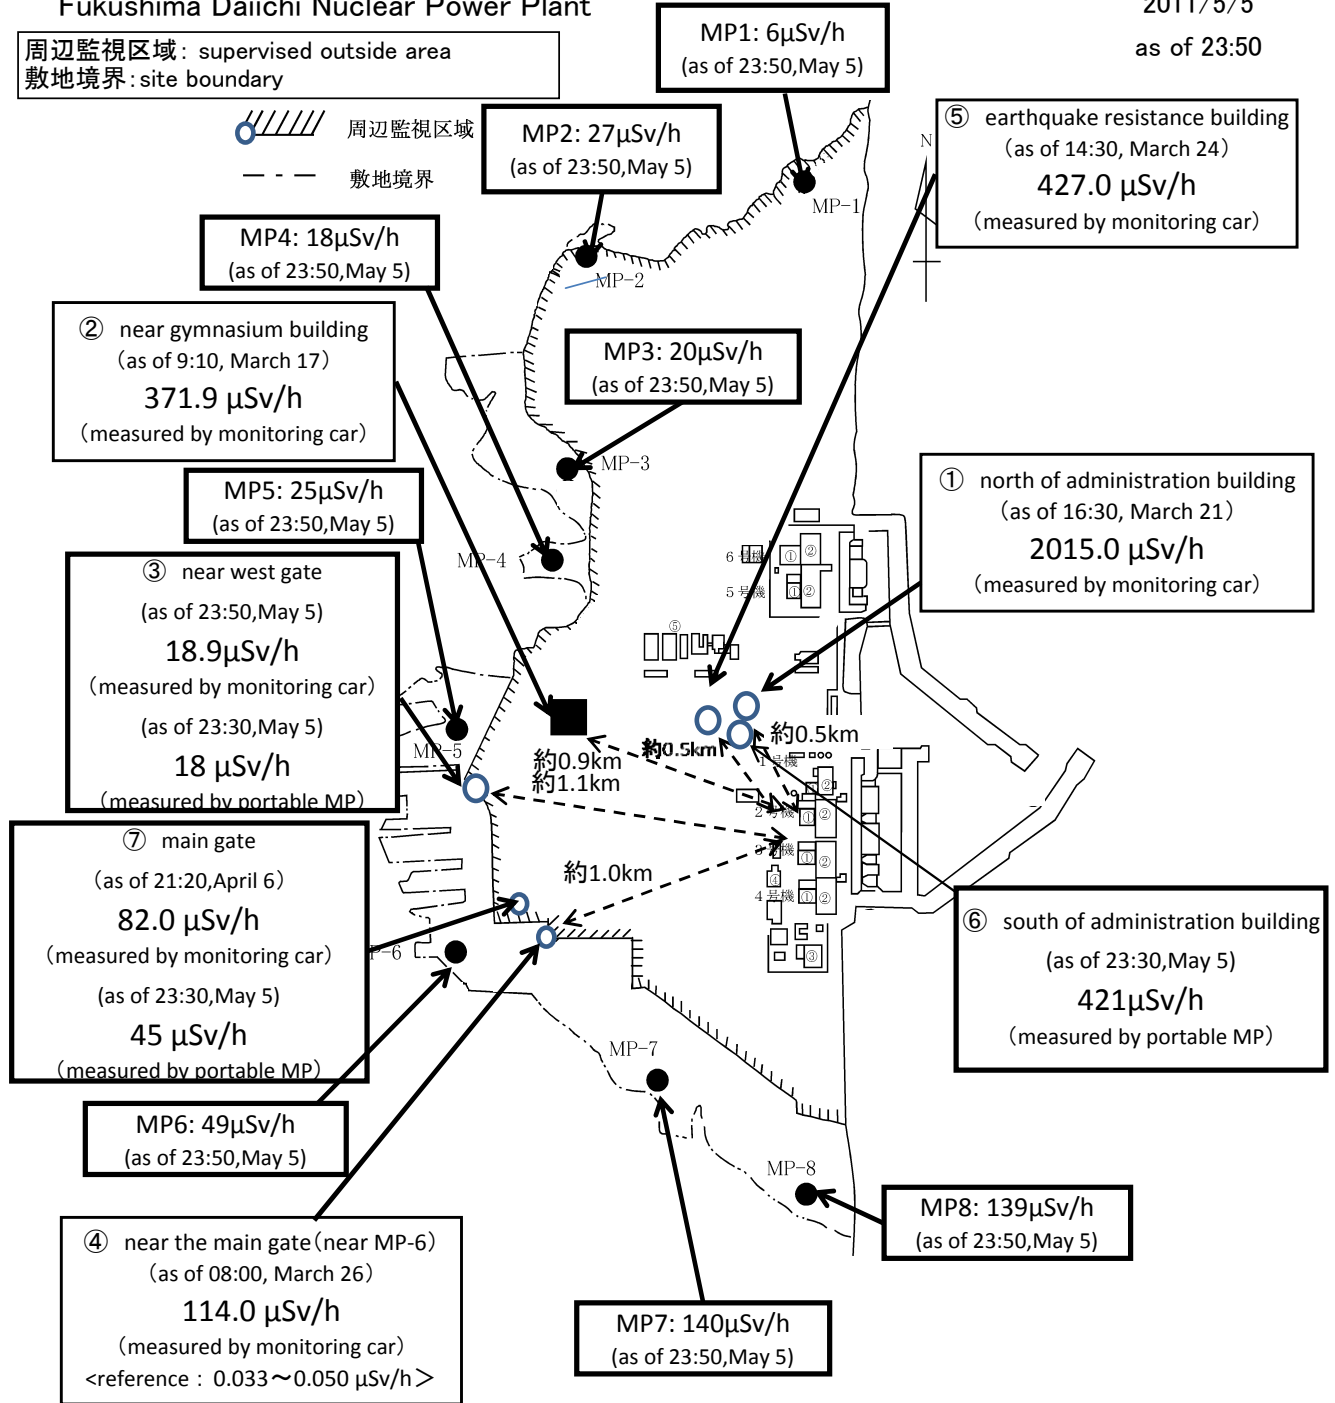 Fukushima Daiichi Nuclear Power Plant
2011/5/5
as of 23:50
周辺監視区域: supervised outside area
敷地境界:site boundary
周辺監視区域
敷地境界
MP1: 6μSv/h
(as of 23:50,May 5)
MP2: 27μSv/h
(as of 23:50,May 5)
⑤ earthquake resistance building
(as of 14:30, March 24)
427.0 μSv/h
(measured by monitoring car)
N
MP-1
MP4: 18μSv/h
(as of 23:50,May 5)
MP-2
② near gymnasium building
(as of 9:10, March 17)
371.9 μSv/h
(measured by monitoring car)
MP3: 20μSv/h
(as of 23:50,May 5)
MP-3
MP5: 25μSv/h
(as of 23:50,May 5)
① north of administration building
(as of 16:30, March 21)
2015.0 μSv/h
(measured by monitoring car)
MP-4
6号機
① ②
5号機
① ②
⑤
③ near west gate
(as of 23:50,May 5)
18.9μSv/h
(measured by monitoring car)
(as of 23:30,May 5)
18 μSv/h
(measured by portable MP)
MP-5
約0.9km
約1.1km
約0.5km
約0.5km
1号機
① ②
2号機
① ②
3号機
① ②
④
4号機
① ②
③
約1.0km
⑦ main gate
(as of 21:20,April 6)
82.0 μSv/h
(measured by monitoring car)
(as of 23:30,May 5)
45 μSv/h
(measured by portable MP)
P-6
⑥ south of administration building
(as of 23:30,May 5)
421μSv/h
(measured by portable MP)
MP-7
MP6: 49μSv/h
(as of 23:50,May 5)
MP-8
MP8: 139μSv/h
(as of 23:50,May 5)
④ near the main gate(near MP-6)
(as of 08:00, March 26)
114.0 μSv/h
(measured by monitoring car)
<reference : 0.033～0.050 μSv/h＞
MP7: 140μSv/h
(as of 23:50,May 5)